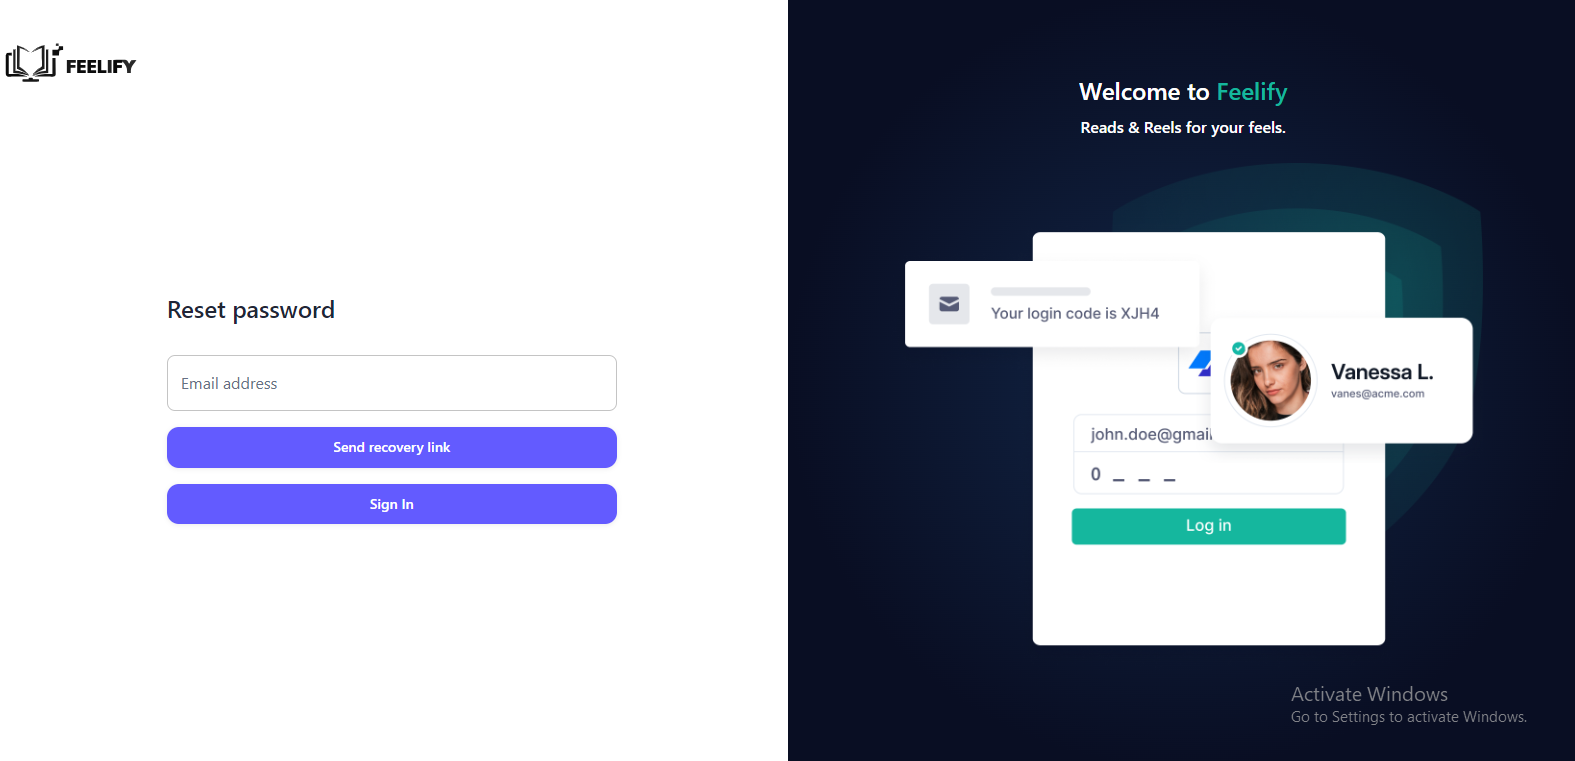 FEELIFY
Reset password
Email address
Send recovery link
Sign In
Welcome to Feelify
Reads & Reels for your feels.
Your login code is XJH4
Vanessa L.
vanes@acme.com
john.doe@gmai
0 _ _ _
Log in
Activate Windows
Go to Settings to activate Windows.